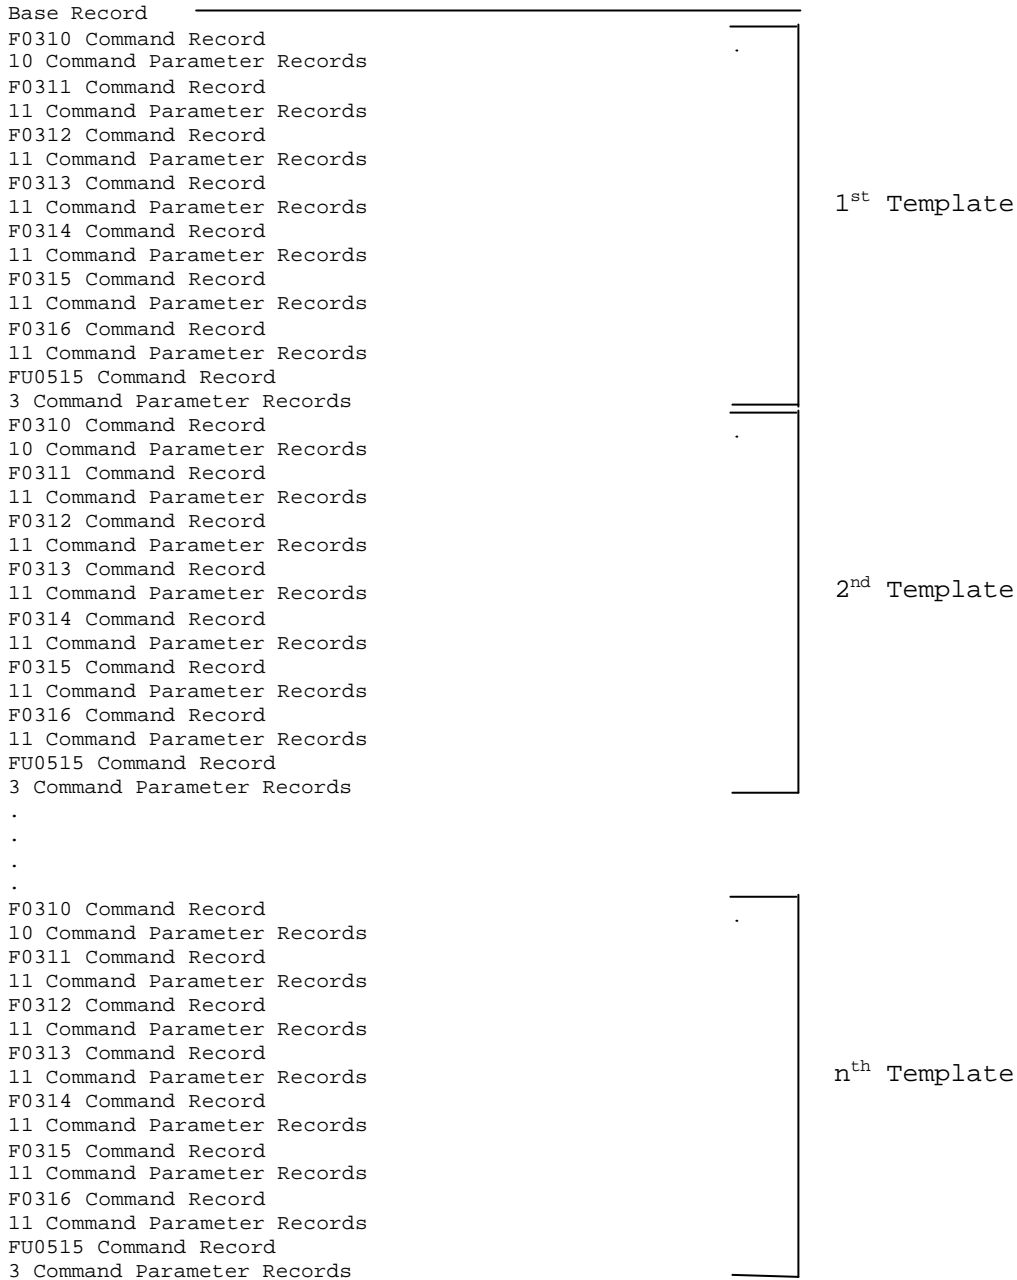 Base Record
F0310 Command Record
.
10 Command Parameter Records
F0311 Command Record
11 Command Parameter Records
F0312 Command Record
11 Command Parameter Records
F0313 Command Record
11 Command Parameter Records
1st Template
F0314 Command Record
11 Command Parameter Records
F0315 Command Record
11 Command Parameter Records
F0316 Command Record
11 Command Parameter Records
FU0515 Command Record
3 Command Parameter Records
F0310 Command Record
.
10 Command Parameter Records
F0311 Command Record
11 Command Parameter Records
F0312 Command Record
11 Command Parameter Records
F0313 Command Record
11 Command Parameter Records
2nd Template
F0314 Command Record
11 Command Parameter Records
F0315 Command Record
11 Command Parameter Records
F0316 Command Record
11 Command Parameter Records
FU0515 Command Record
3 Command Parameter Records
.
.
.
.
F0310 Command Record
.
10 Command Parameter Records
F0311 Command Record
11 Command Parameter Records
F0312 Command Record
11 Command Parameter Records
F0313 Command Record
11 Command Parameter Records
nth Template
F0314 Command Record
11 Command Parameter Records
F0315 Command Record
11 Command Parameter Records
F0316 Command Record
11 Command Parameter Records
FU0515 Command Record
3 Command Parameter Records